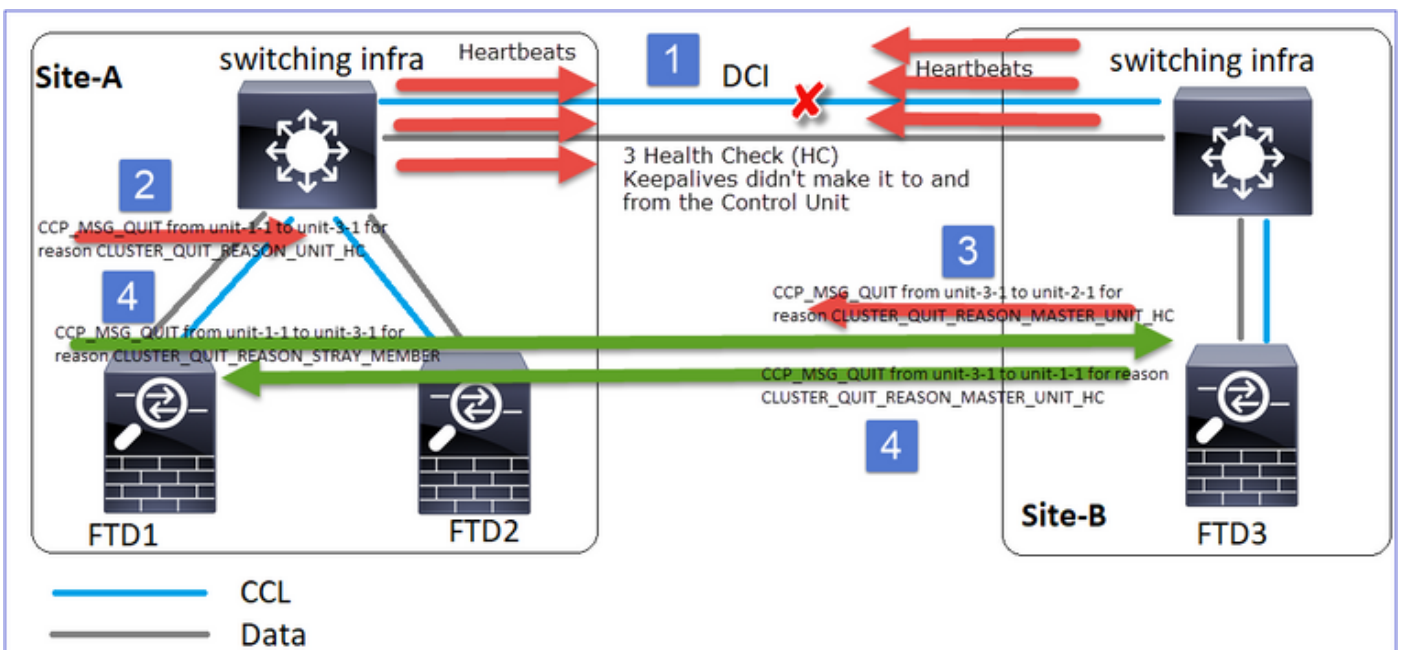 Site-A
switching infra
Heartbeats
1
DCI
Heartbeats
switching infra
3 Health Check (HC)
Keepalives didn't make it to and
from the Control Unit
2
CCP_MSG_QUIT from unit-1-1 to unit-3-1 for
reason CLUSTER_QUIT_REASON_UNIT_HC
3
CCP_MSG_QUIT from unit-3-1 to unit-2-1 for
reason CLUSTER_QUIT_REASON_MASTER_UNIT_HC
4
CCP_MSG_QUIT from unit-1-1 to unit-3-1 for
reason CLUSTER_QUIT_REASON_STRAY_MEMBER
CCP_MSG_QUIT from unit-3-1 to unit-1-1 for reason
CLUSTER_QUIT_REASON_MASTER_UNIT_HC
4
FTD1
FTD2
Site-B
FTD3
CCL
Data